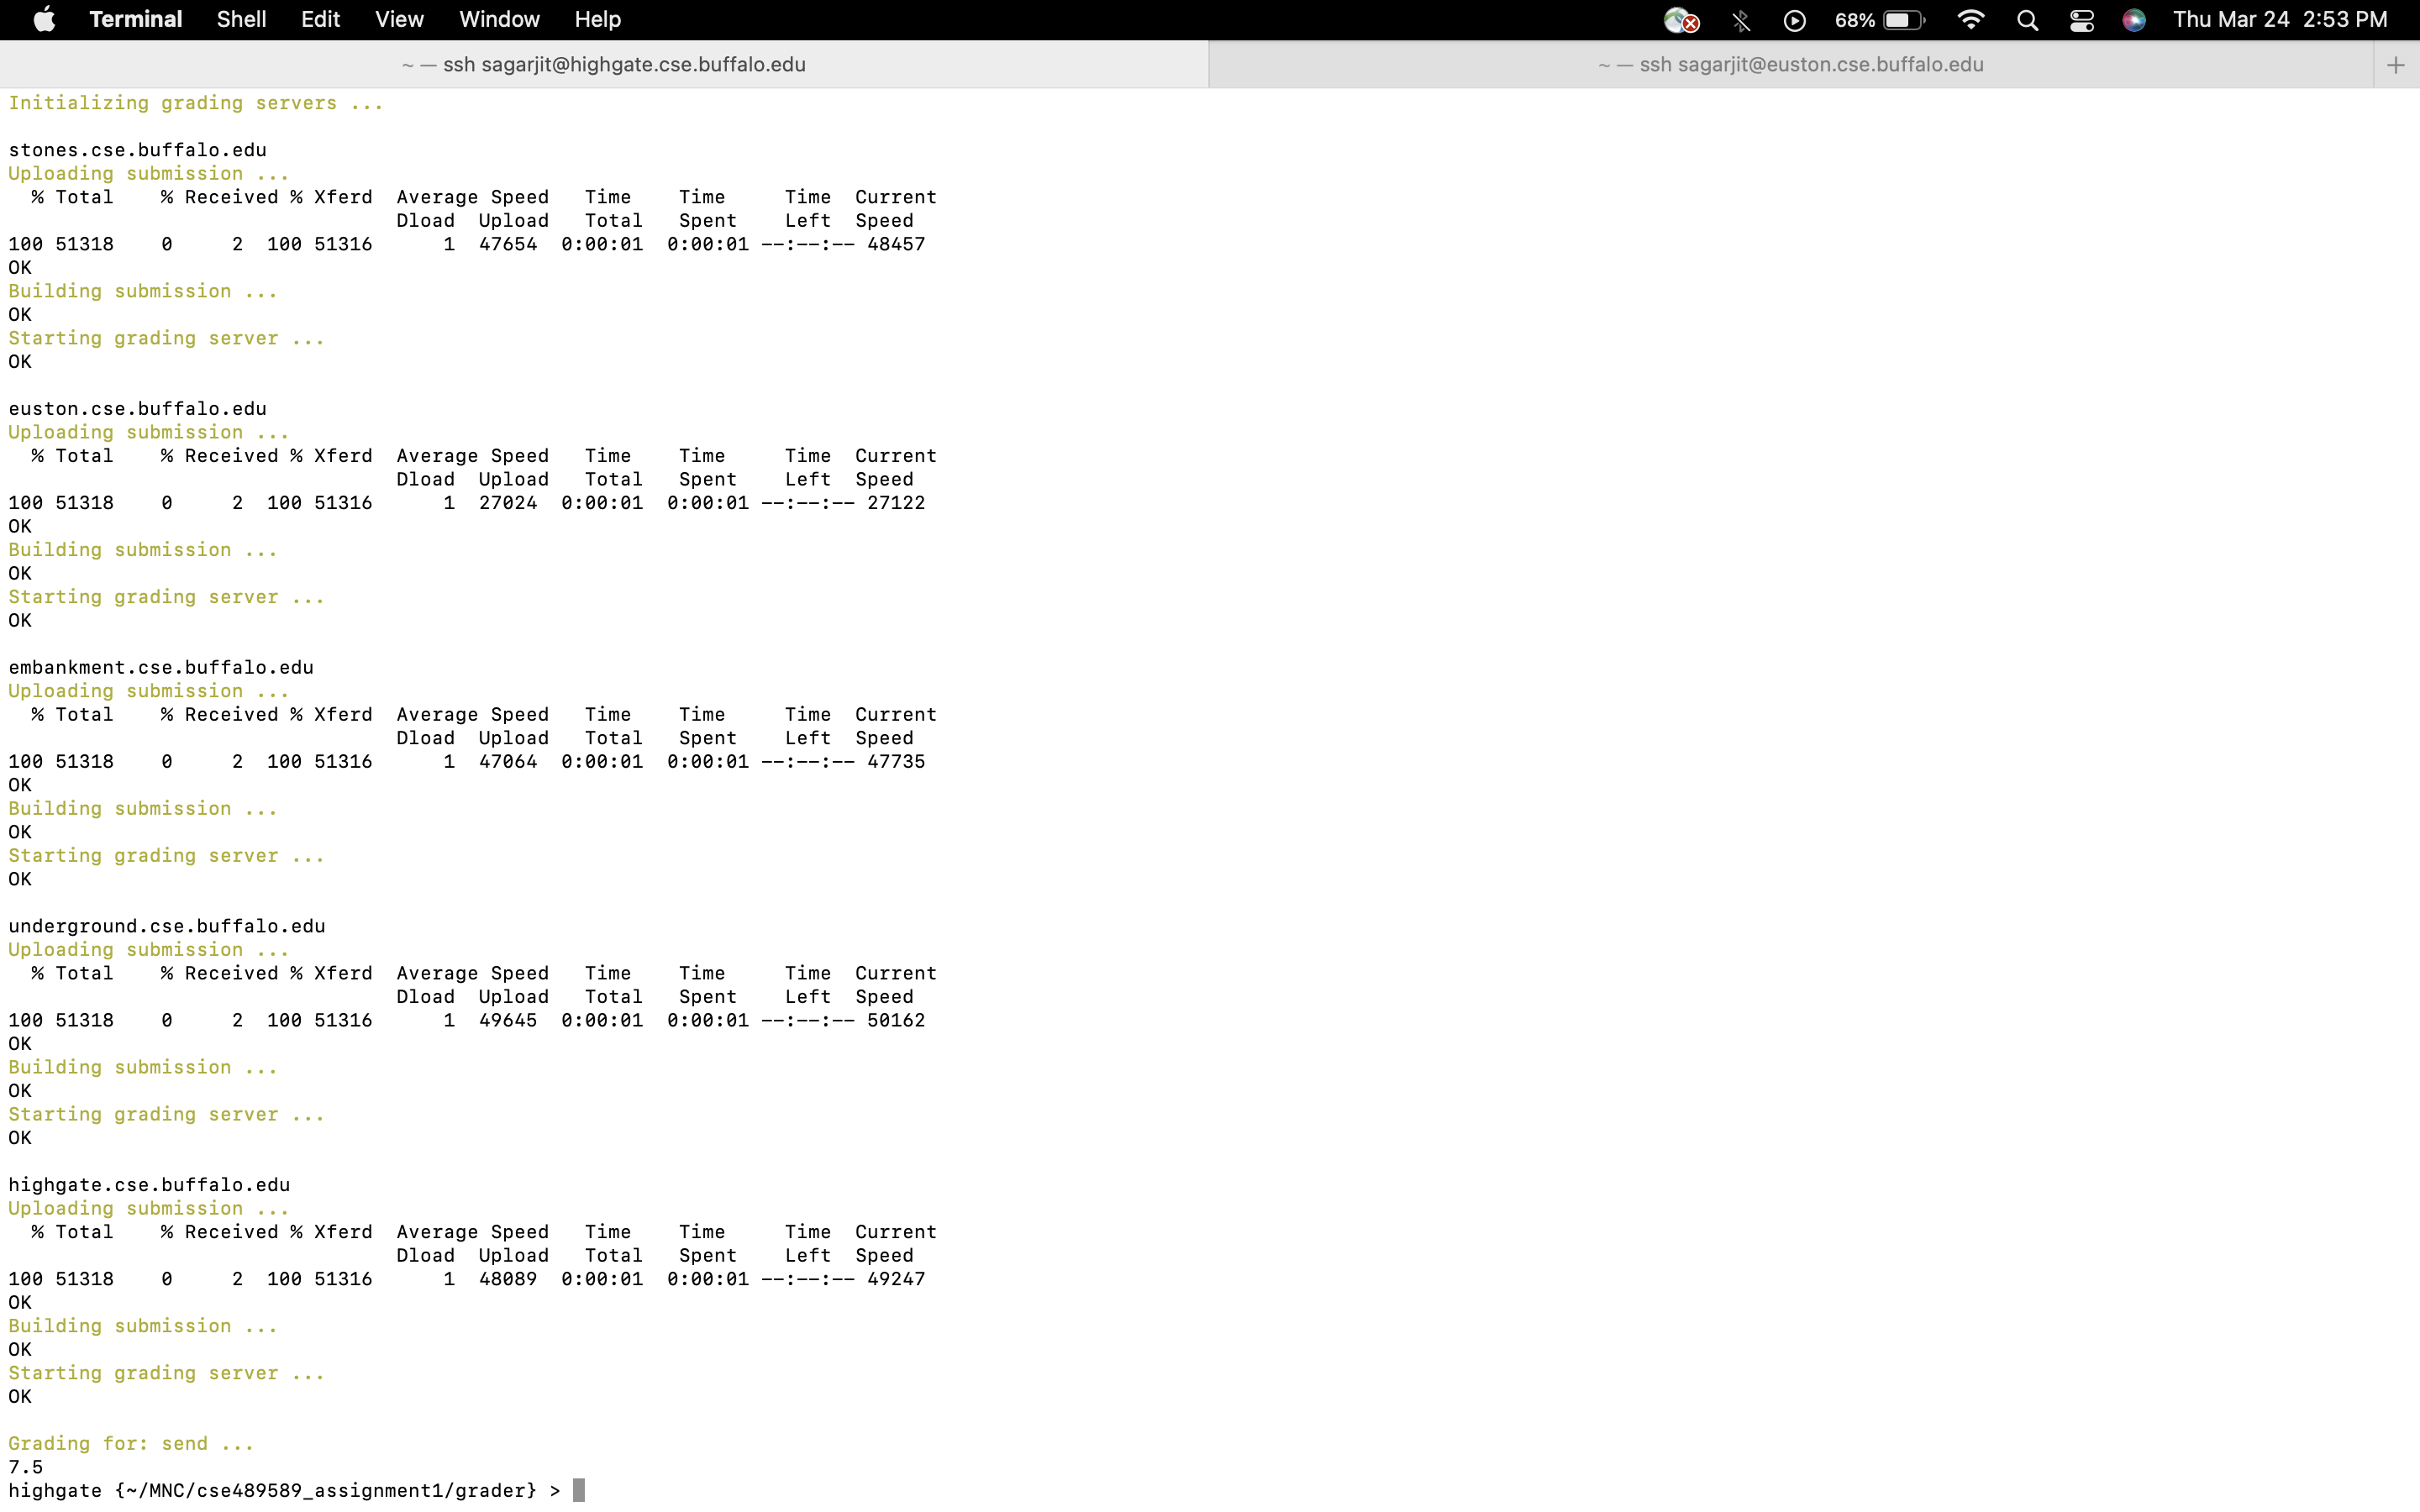 Terminal Shell Edit View Window Help 68% Thu Mar 24 2:53 PM
~ — ssh sagarjit@highgate.cse.buffalo.edu ~ — ssh sagarjit@euston.cse.buffalo.edu +
Initializing grading servers ...
stones.cse.buffalo.edu
Uploading submission ...
% Total % Received % Xferd Average Speed Time Time Time Current
Dload Upload Total Spent Left Speed
100 51318 0 2 100 51316 1 47654 0:00:01 0:00:01 --:--:-- 48457
OK
Building submission ...
OK
Starting grading server ...
OK
euston.cse.buffalo.edu
Uploading submission ...
% Total % Received % Xferd Average Speed Time Time Time Current
Dload Upload Total Spent Left Speed
100 51318 0 2 100 51316 1 27024 0:00:01 0:00:01 --:--:-- 27122
OK
Building submission ...
OK
Starting grading server ...
OK
embankment.cse.buffalo.edu
Uploading submission ...
% Total % Received % Xferd Average Speed Time Time Time Current
Dload Upload Total Spent Left Speed
100 51318 0 2 100 51316 1 47064 0:00:01 0:00:01 --:--:-- 47735
OK
Building submission ...
OK
Starting grading server ...
OK
underground.cse.buffalo.edu
Uploading submission ...
% Total % Received % Xferd Average Speed Time Time Time Current
Dload Upload Total Spent Left Speed
100 51318 0 2 100 51316 1 49645 0:00:01 0:00:01 --:--:-- 50162
OK
Building submission ...
OK
Starting grading server ...
OK
highgate.cse.buffalo.edu
Uploading submission ...
% Total % Received % Xferd Average Speed Time Time Time Current
Dload Upload Total Spent Left Speed
100 51318 0 2 100 51316 1 48089 0:00:01 0:00:01 --:--:-- 49247
OK
Building submission ...
OK
Starting grading server ...
OK
Grading for: send ...
7.5
highgate {~/MNC/cse489589_assignment1/grader} >